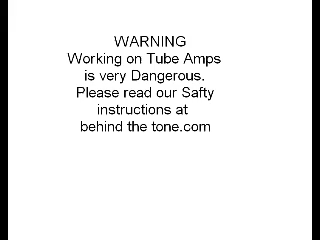 WARNING
Working on Tube Amps
is very Dangerous.
Please read our Safty
instructions at
behind the tone.com